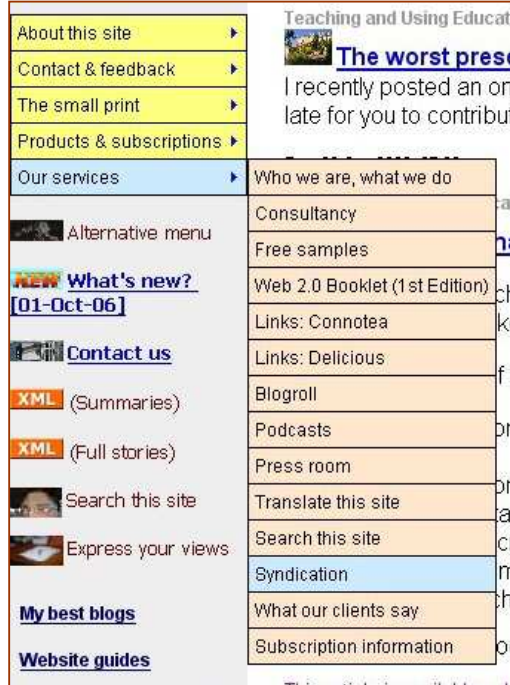 About this site
Contact & feedback
The small print
Products & subscriptions
Our services
Alternative menu
NEW What's new?
[01-Oct-06]
Contact us
XML (Summaries)
XML (Full stories)
Search this site
Express your views
My best blogs
Website guides
Who we are, what we do
Consultancy
Free samples
Web 2.0 Booklet (1st Edition)
Links: Connotea
Links: Delicious
Blogroll
Podcasts
Press room
Translate this site
Search this site
Syndication
What our clients say
Subscription information
Teaching and Using
The worst
I recently posted an
late for you to